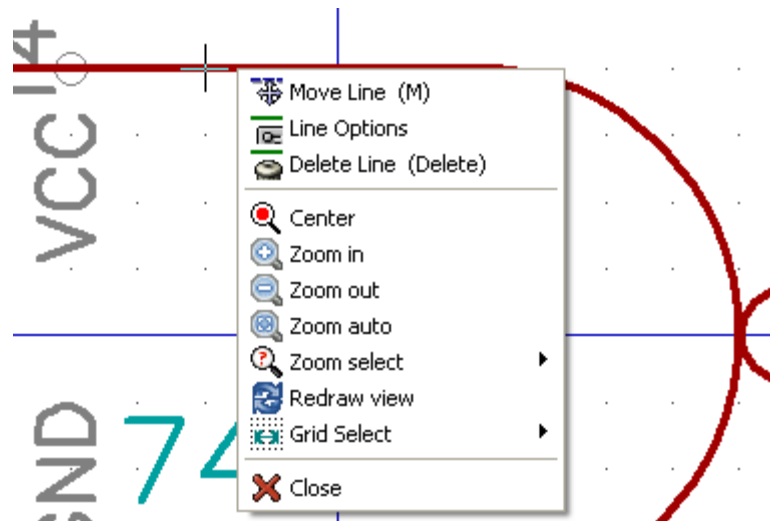 14
VCC
GND
74
Move Line (M)
Line Options
Delete Line (Delete)
Center
Zoom in
Zoom out
Zoom auto
Zoom select
Redraw view
Grid Select
Close